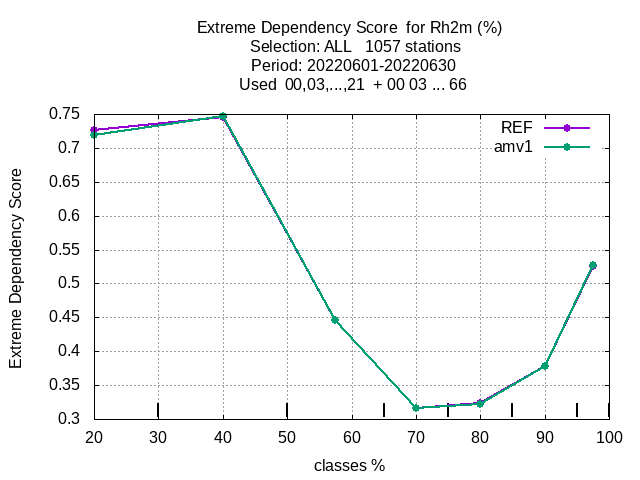 Extreme Dependency Score  for Rh2m (%)
Selection: ALL   1057 stations
Period: 20220601-20220630
Used  00,03,...,21  + 00 03 ... 66
REF
amv1
Extreme Dependency Score
0.75
0.7
0.65
0.6
0.55
0.5
0.45
0.4
0.35
0.3
20 30 40 50 60 70 80 90 100
classes %